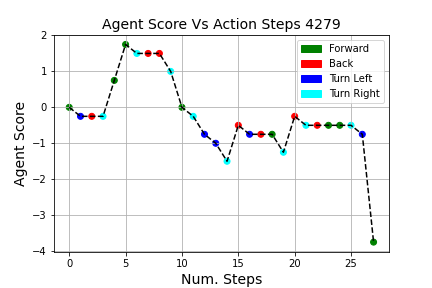 Agent Score Vs Action Steps 4279
Forward
Back
Turn Left
Turn Right
2
1
0
−1
−2
−3
−4
Agent Score
0 5 10 15 20 25
Num. Steps